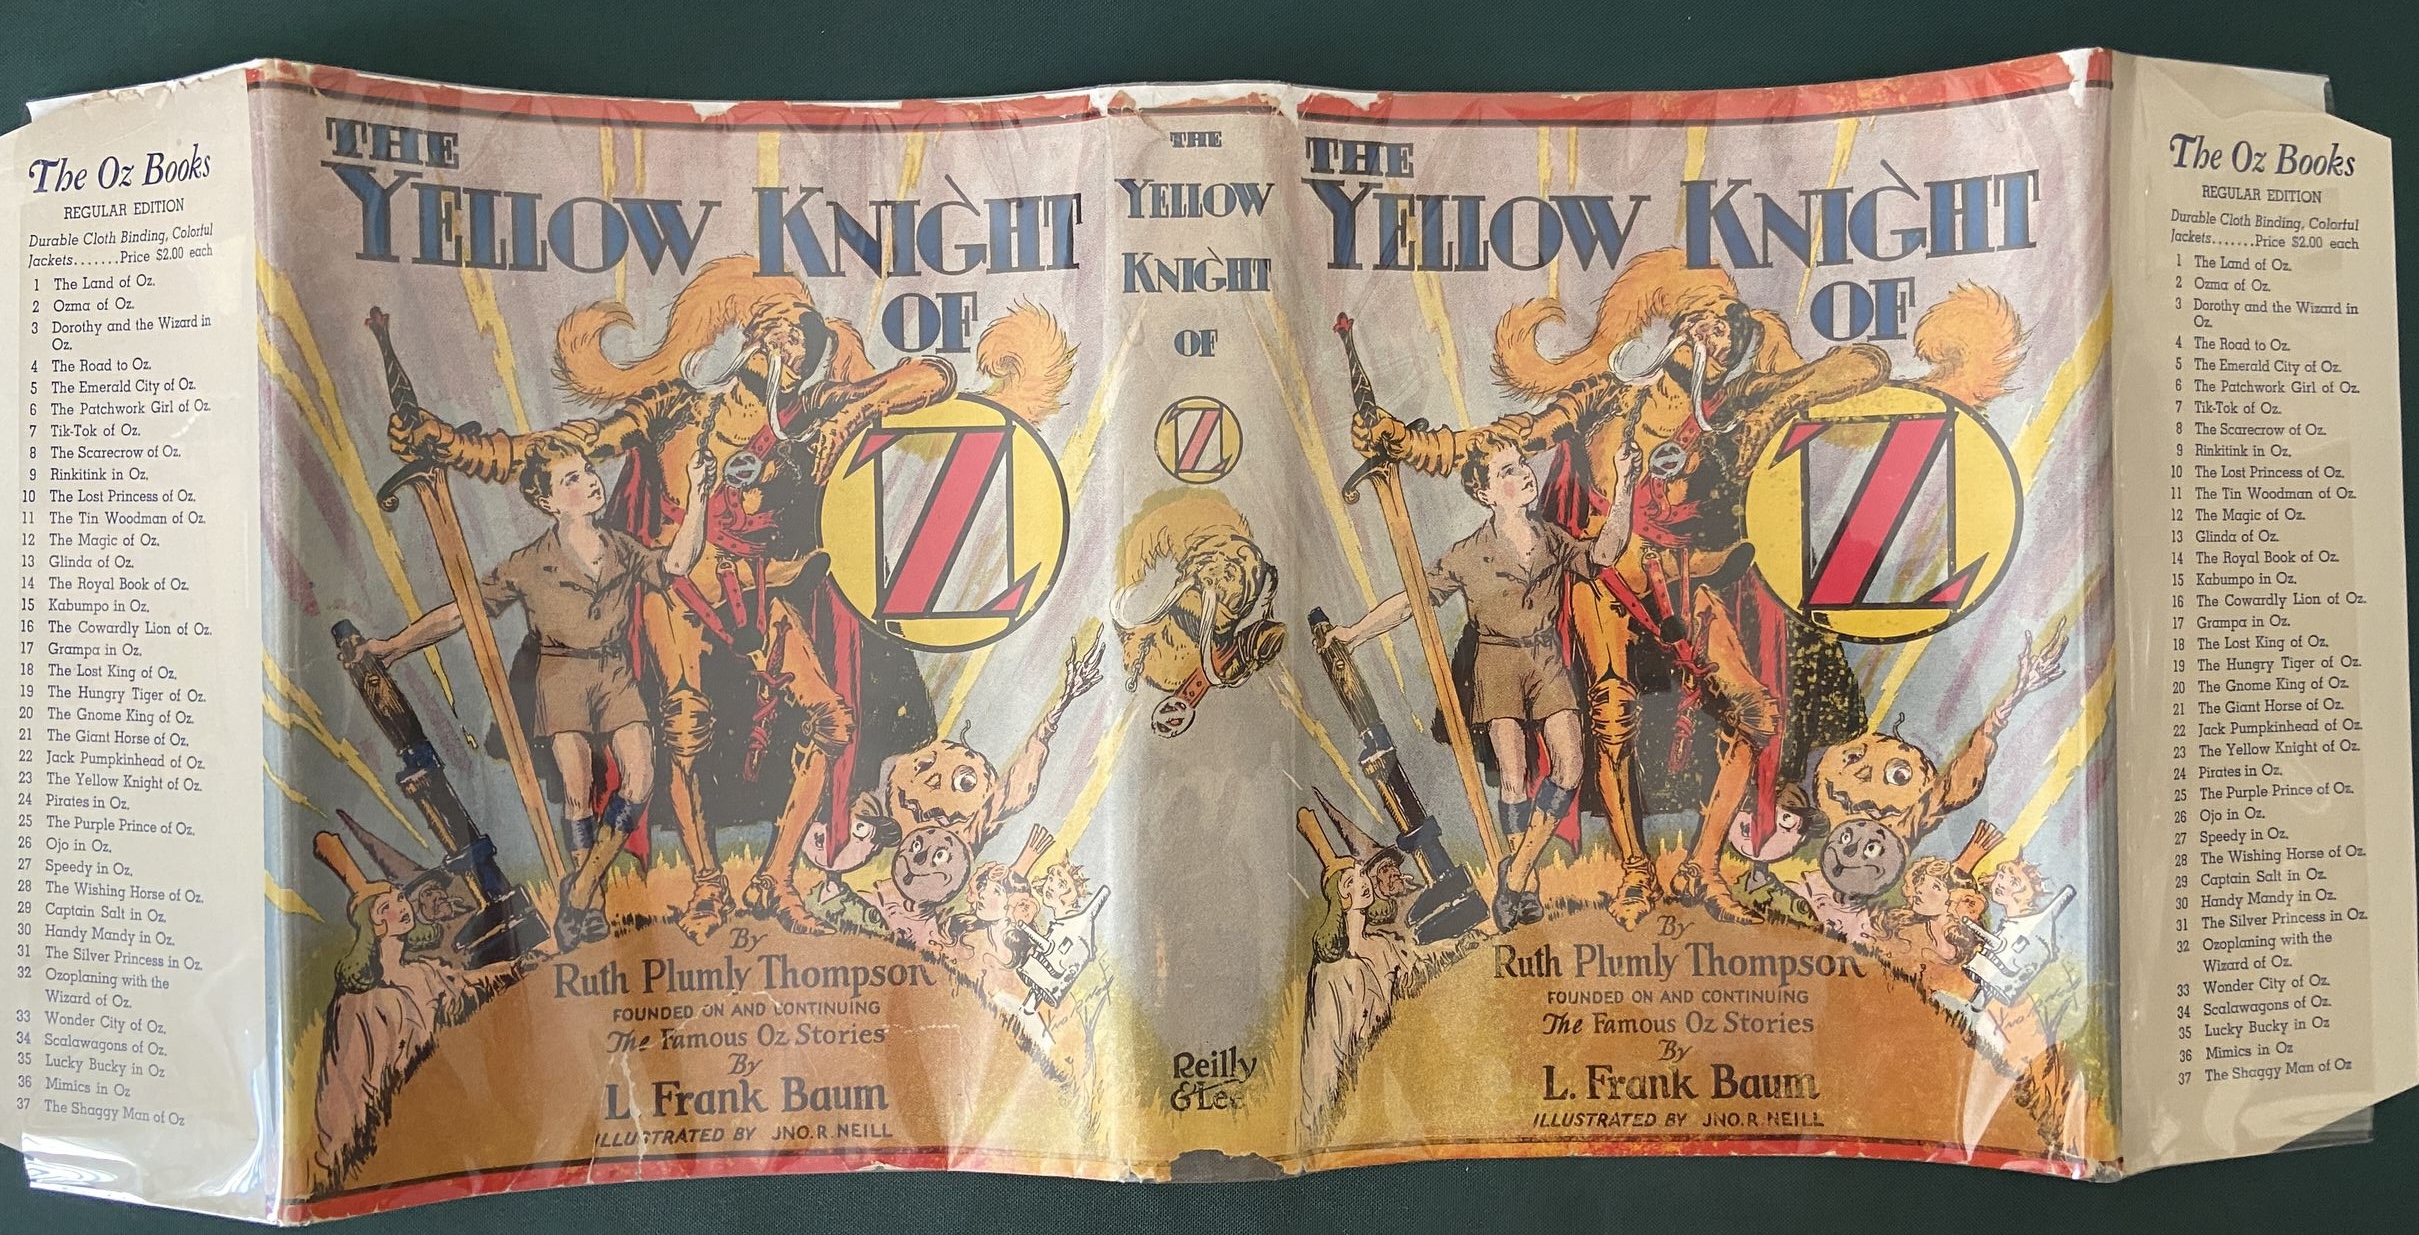 The Oz Books
REGULAR EDITION
Durable Cloth Binding, Colorful
Jackets.......Price $2.00 each
1 The Land of Oz.
2 Ozma of Oz.
3 Dorothy and the Wizard in
Oz.
4 The Road to Oz.
5 The Emerald City of Oz.
6 The Patchwork Girl of Oz.
7 Tik-Tok of Oz.
8 The Scarecrow of Oz.
9 Rinkitink in Oz.
10 The Lost Princess of Oz.
11 The Tin Woodman of Oz.
12 The Magic of Oz.
13 Glinda of Oz.
14 The Royal Book of Oz.
15 Kabumpo in Oz.
16 The Cowardly Lion of Oz.
17 Grampa in Oz.
18 The Lost King of Oz.
19 The Hungry Tiger of Oz.
20 The Gnome King of Oz.
21 The Giant Horse of Oz.
22 Jack Pumpkinhead of Oz.
23 The Yellow Knight of Oz.
24 Pirates in Oz.
25 The Purple Prince of Oz.
26 Ojo in Oz.
27 Speedy in Oz.
28 The Wishing Horse of Oz.
29 Captain Salt in Oz.
30 Handy Mandy in Oz.
31 The Silver Princess in Oz.
32 Ozoplaning with the
Wizard of Oz.
33 Wonder City of Oz.
34 Scalawagons of Oz.
35 Lucky Bucky in Oz
36 Mimics in Oz
37 The Shaggy Man of Oz
THE
YELLOW KNIGHT
OF
OZ
By
Ruth Plumly Thompson
FOUNDED ON AND CONTINUING
The Famous Oz Stories
By
L. Frank Baum
ILLUSTRATED BY JNO. R. NEILL
THE
YELLOW
KNIGHT
OF
OZ
Reilly
& Lee
THE
YELLOW KNIGHT
OF
OZ
By
Ruth Plumly Thompson
FOUNDED ON AND CONTINUING
The Famous Oz Stories
By
L. Frank Baum
ILLUSTRATED BY JNO. R. NEILL
The Oz Books
REGULAR EDITION
Durable Cloth Binding, Colorful
Jackets.......Price $2.00 each
1 The Land of Oz.
2 Ozma of Oz.
3 Dorothy and the Wizard in
Oz.
4 The Road to Oz.
5 The Emerald City of Oz.
6 The Patchwork Girl of Oz.
7 Tik-Tok of Oz.
8 The Scarecrow of Oz.
9 Rinkitink in Oz.
10 The Lost Princess of Oz.
11 The Tin Woodman of Oz.
12 The Magic of Oz.
13 Glinda of Oz.
14 The Royal Book of Oz.
15 Kabumpo in Oz.
16 The Cowardly Lion of Oz.
17 Grampa in Oz.
18 The Lost King of Oz.
19 The Hungry Tiger of Oz.
20 The Gnome King of Oz.
21 The Giant Horse of Oz.
22 Jack Pumpkinhead of Oz.
23 The Yellow Knight of Oz.
24 Pirates in Oz.
25 The Purple Prince of Oz.
26 Ojo in Oz.
27 Speedy in Oz.
28 The Wishing Horse of Oz.
29 Captain Salt in Oz.
30 Handy Mandy in Oz.
31 The Silver Princess in Oz.
32 Ozoplaning with the
Wizard of Oz.
33 Wonder City of Oz.
34 Scalawagons of Oz.
35 Lucky Bucky in Oz
36 Mimics in Oz
37 The Shaggy Man of Oz